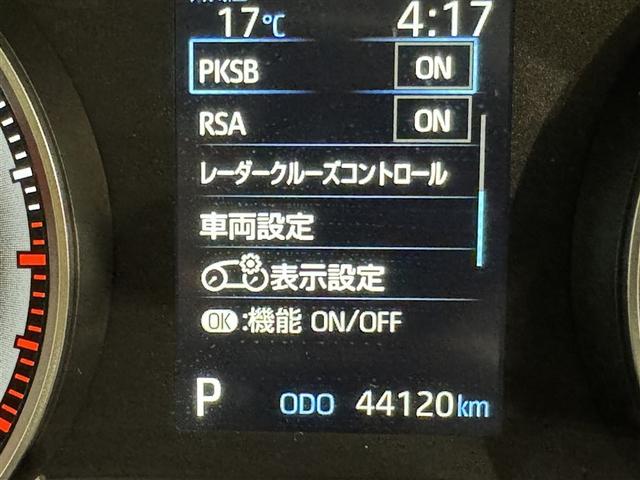 17℃ 4:17
PKSB ON
RSA ON
レーダークルーズコントロール
車両設定
表示設定
OK:機能 ON/OFF
P ODO 44120km